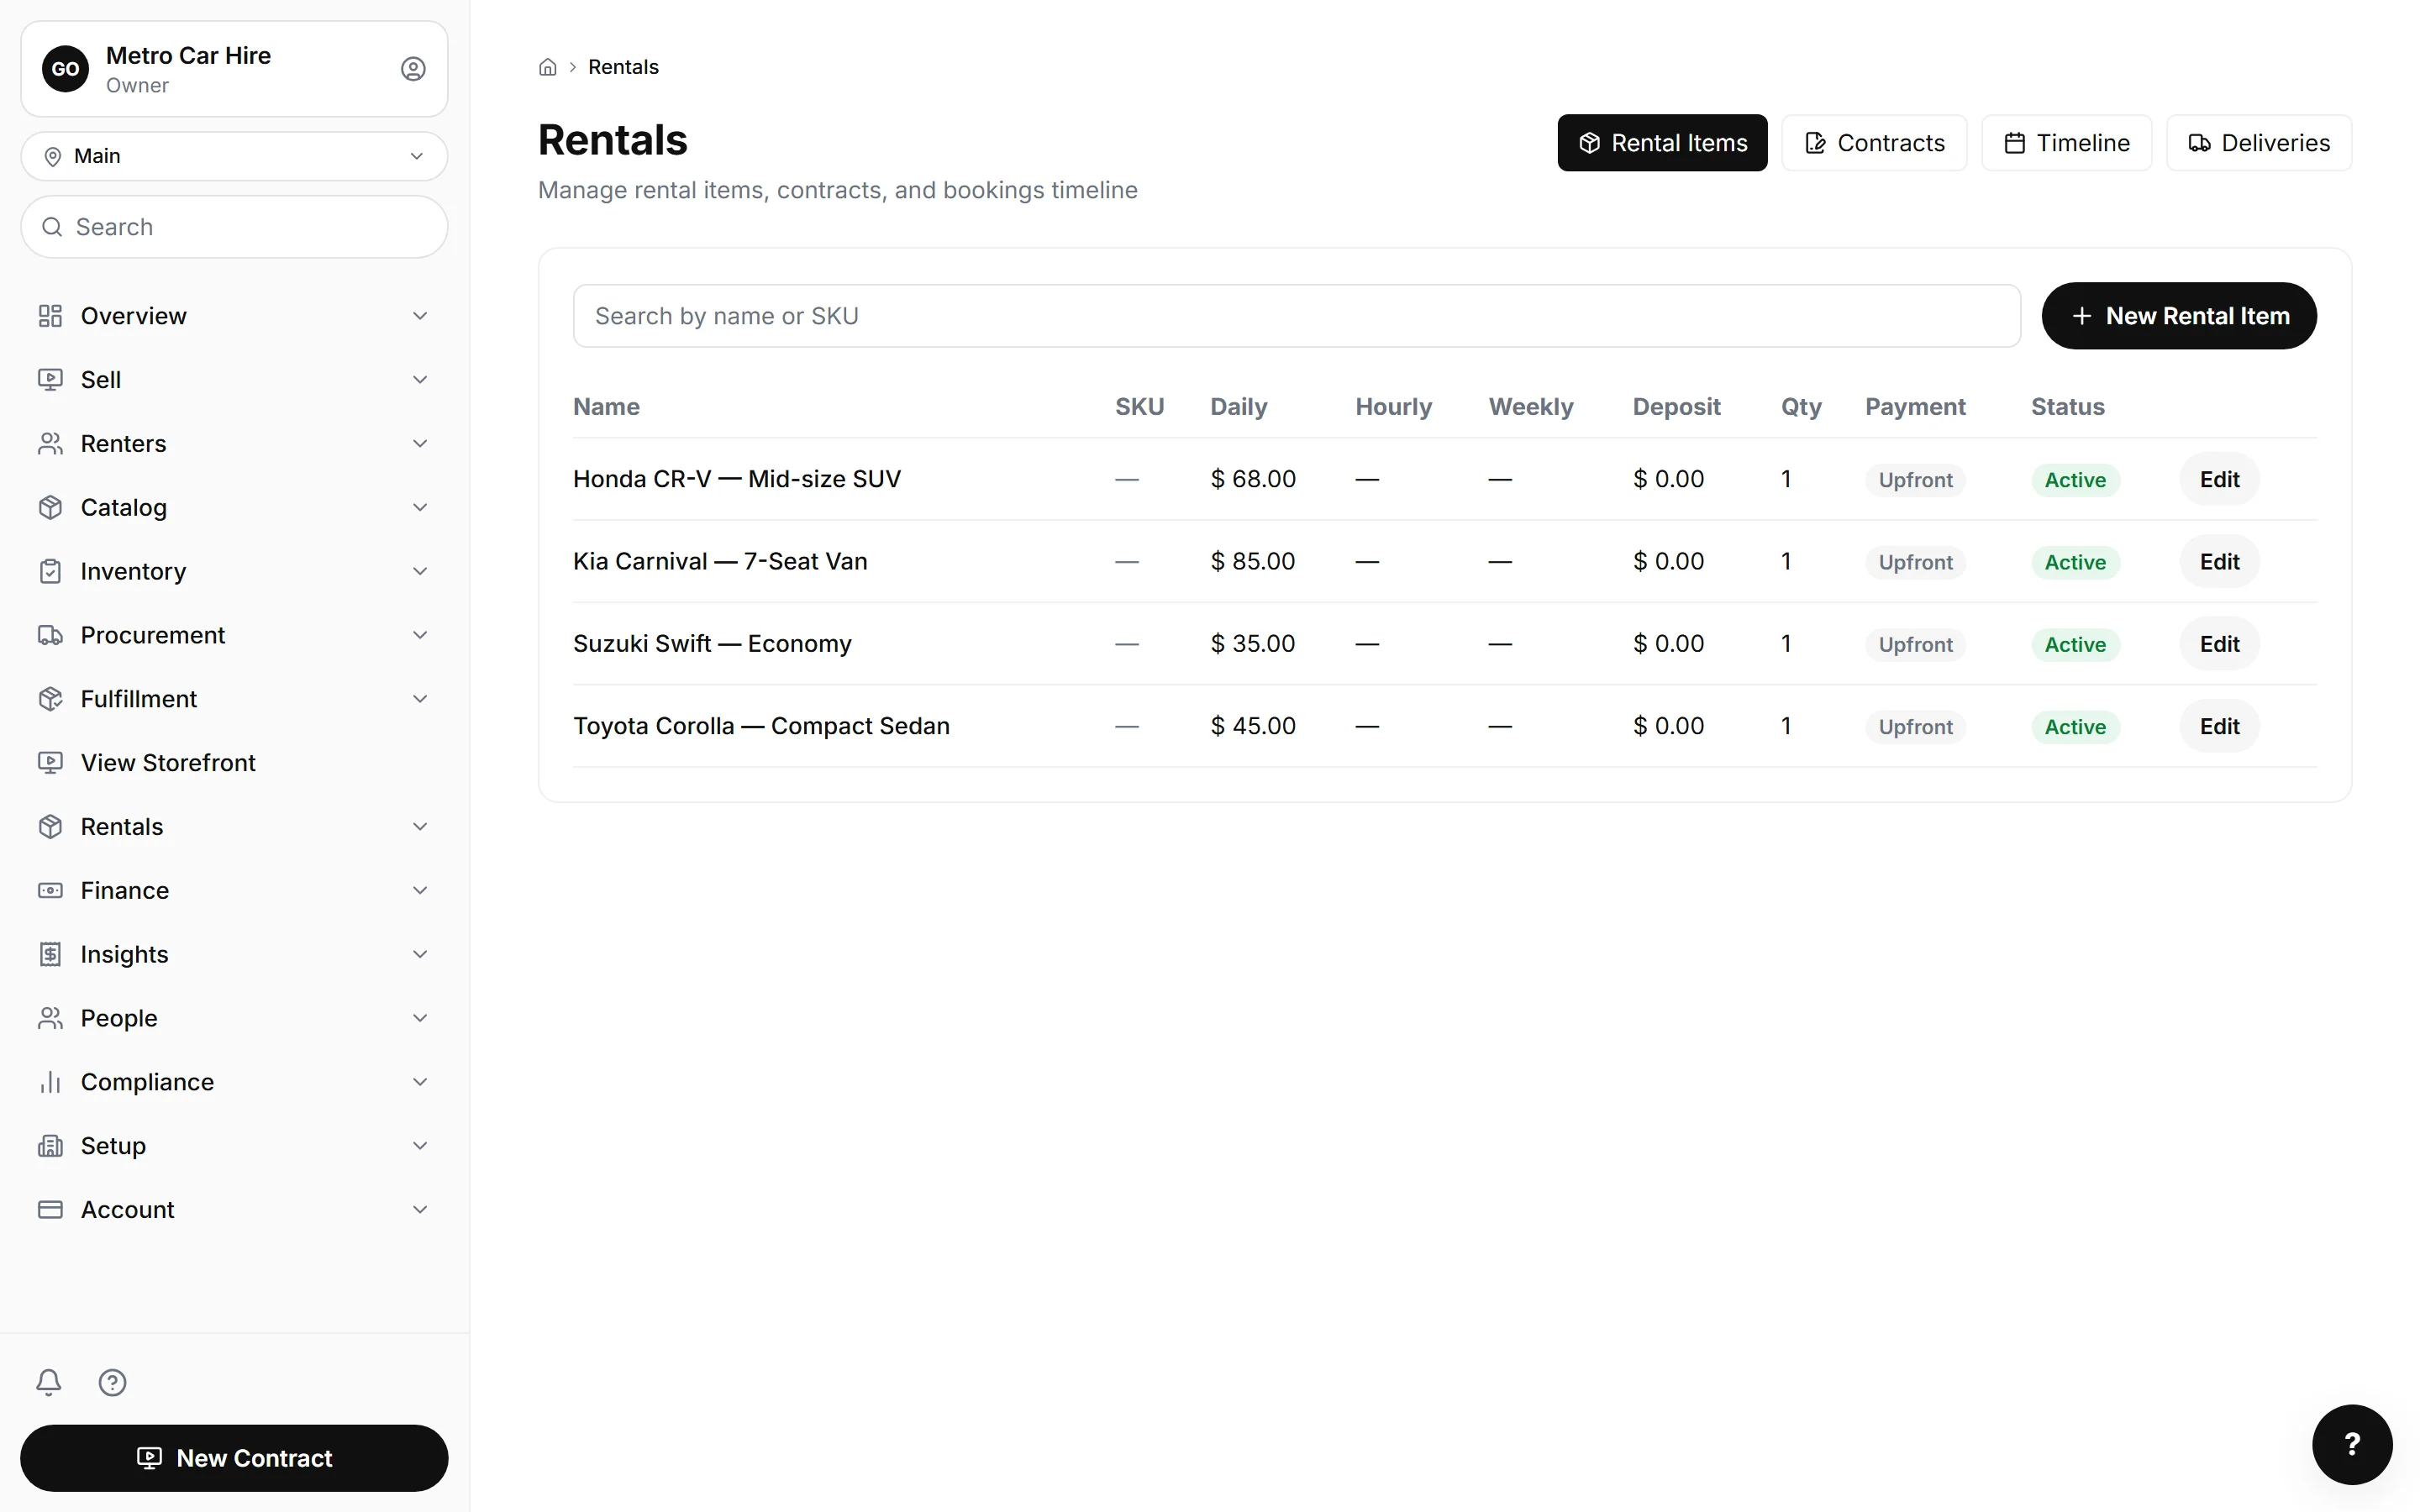 GO
Metro Car Hire
Owner
Main
Search
Overview
Sell
Renters
Catalog
Inventory
Procurement
Fulfillment
View Storefront
Rentals
Finance
Insights
People
Compliance
Setup
Account
New Contract
Rentals
Rentals
Manage rental items, contracts, and bookings timeline
Rental Items Contracts Timeline Deliveries
Search by name or SKU
New Rental Item
Name SKU Daily Hourly Weekly Deposit Qty Payment Status
Honda CR-V — Mid-size SUV — $ 68.00 — — $ 0.00 1 Upfront Active Edit
Kia Carnival — 7-Seat Van — $ 85.00 — — $ 0.00 1 Upfront Active Edit
Suzuki Swift — Economy — $ 35.00 — — $ 0.00 1 Upfront Active Edit
Toyota Corolla — Compact Sedan — $ 45.00 — — $ 0.00 1 Upfront Active Edit
?